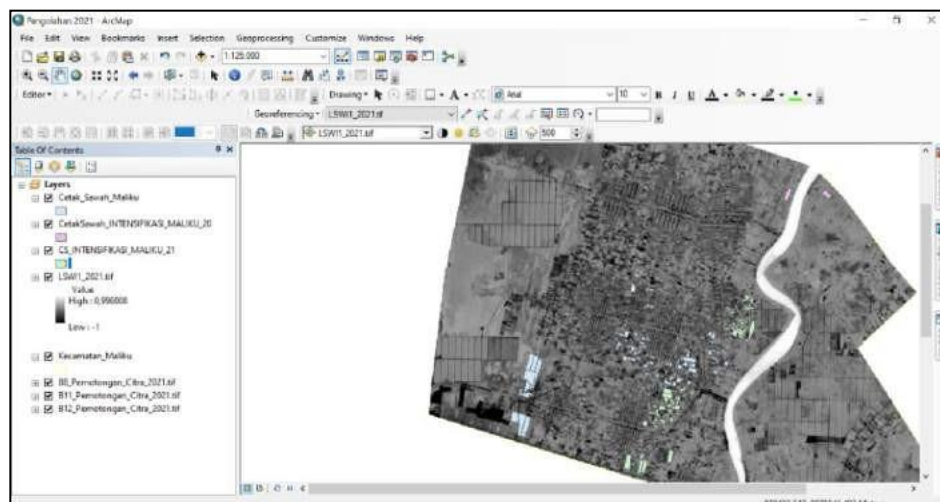 Pengolahan 2021 - ArcMap
File Edit View Bookmarks Insert Selection Geoprocessing Customize Windows Help
1:125.000
Editor Drawing Arial 10 B I U A
Georeferencing LSWI1_2021.tif
LSWI1_2021.tif 500
Table Of Contents
Layers
Cetak_Sawah_Maliku
CetakSawah_INTENSIFIKASI_MALIKU_20
CS_INTENSIFIKASI_MALIKU_21
LSWI1_2021.tif
Value
High : 0,996008
Low : -1
Kecamatan_Maliku
B8_Pemotongan_Citra_2021.tif
B11_Pemotongan_Citra_2021.tif
B12_Pemotongan_Citra_2021.tif